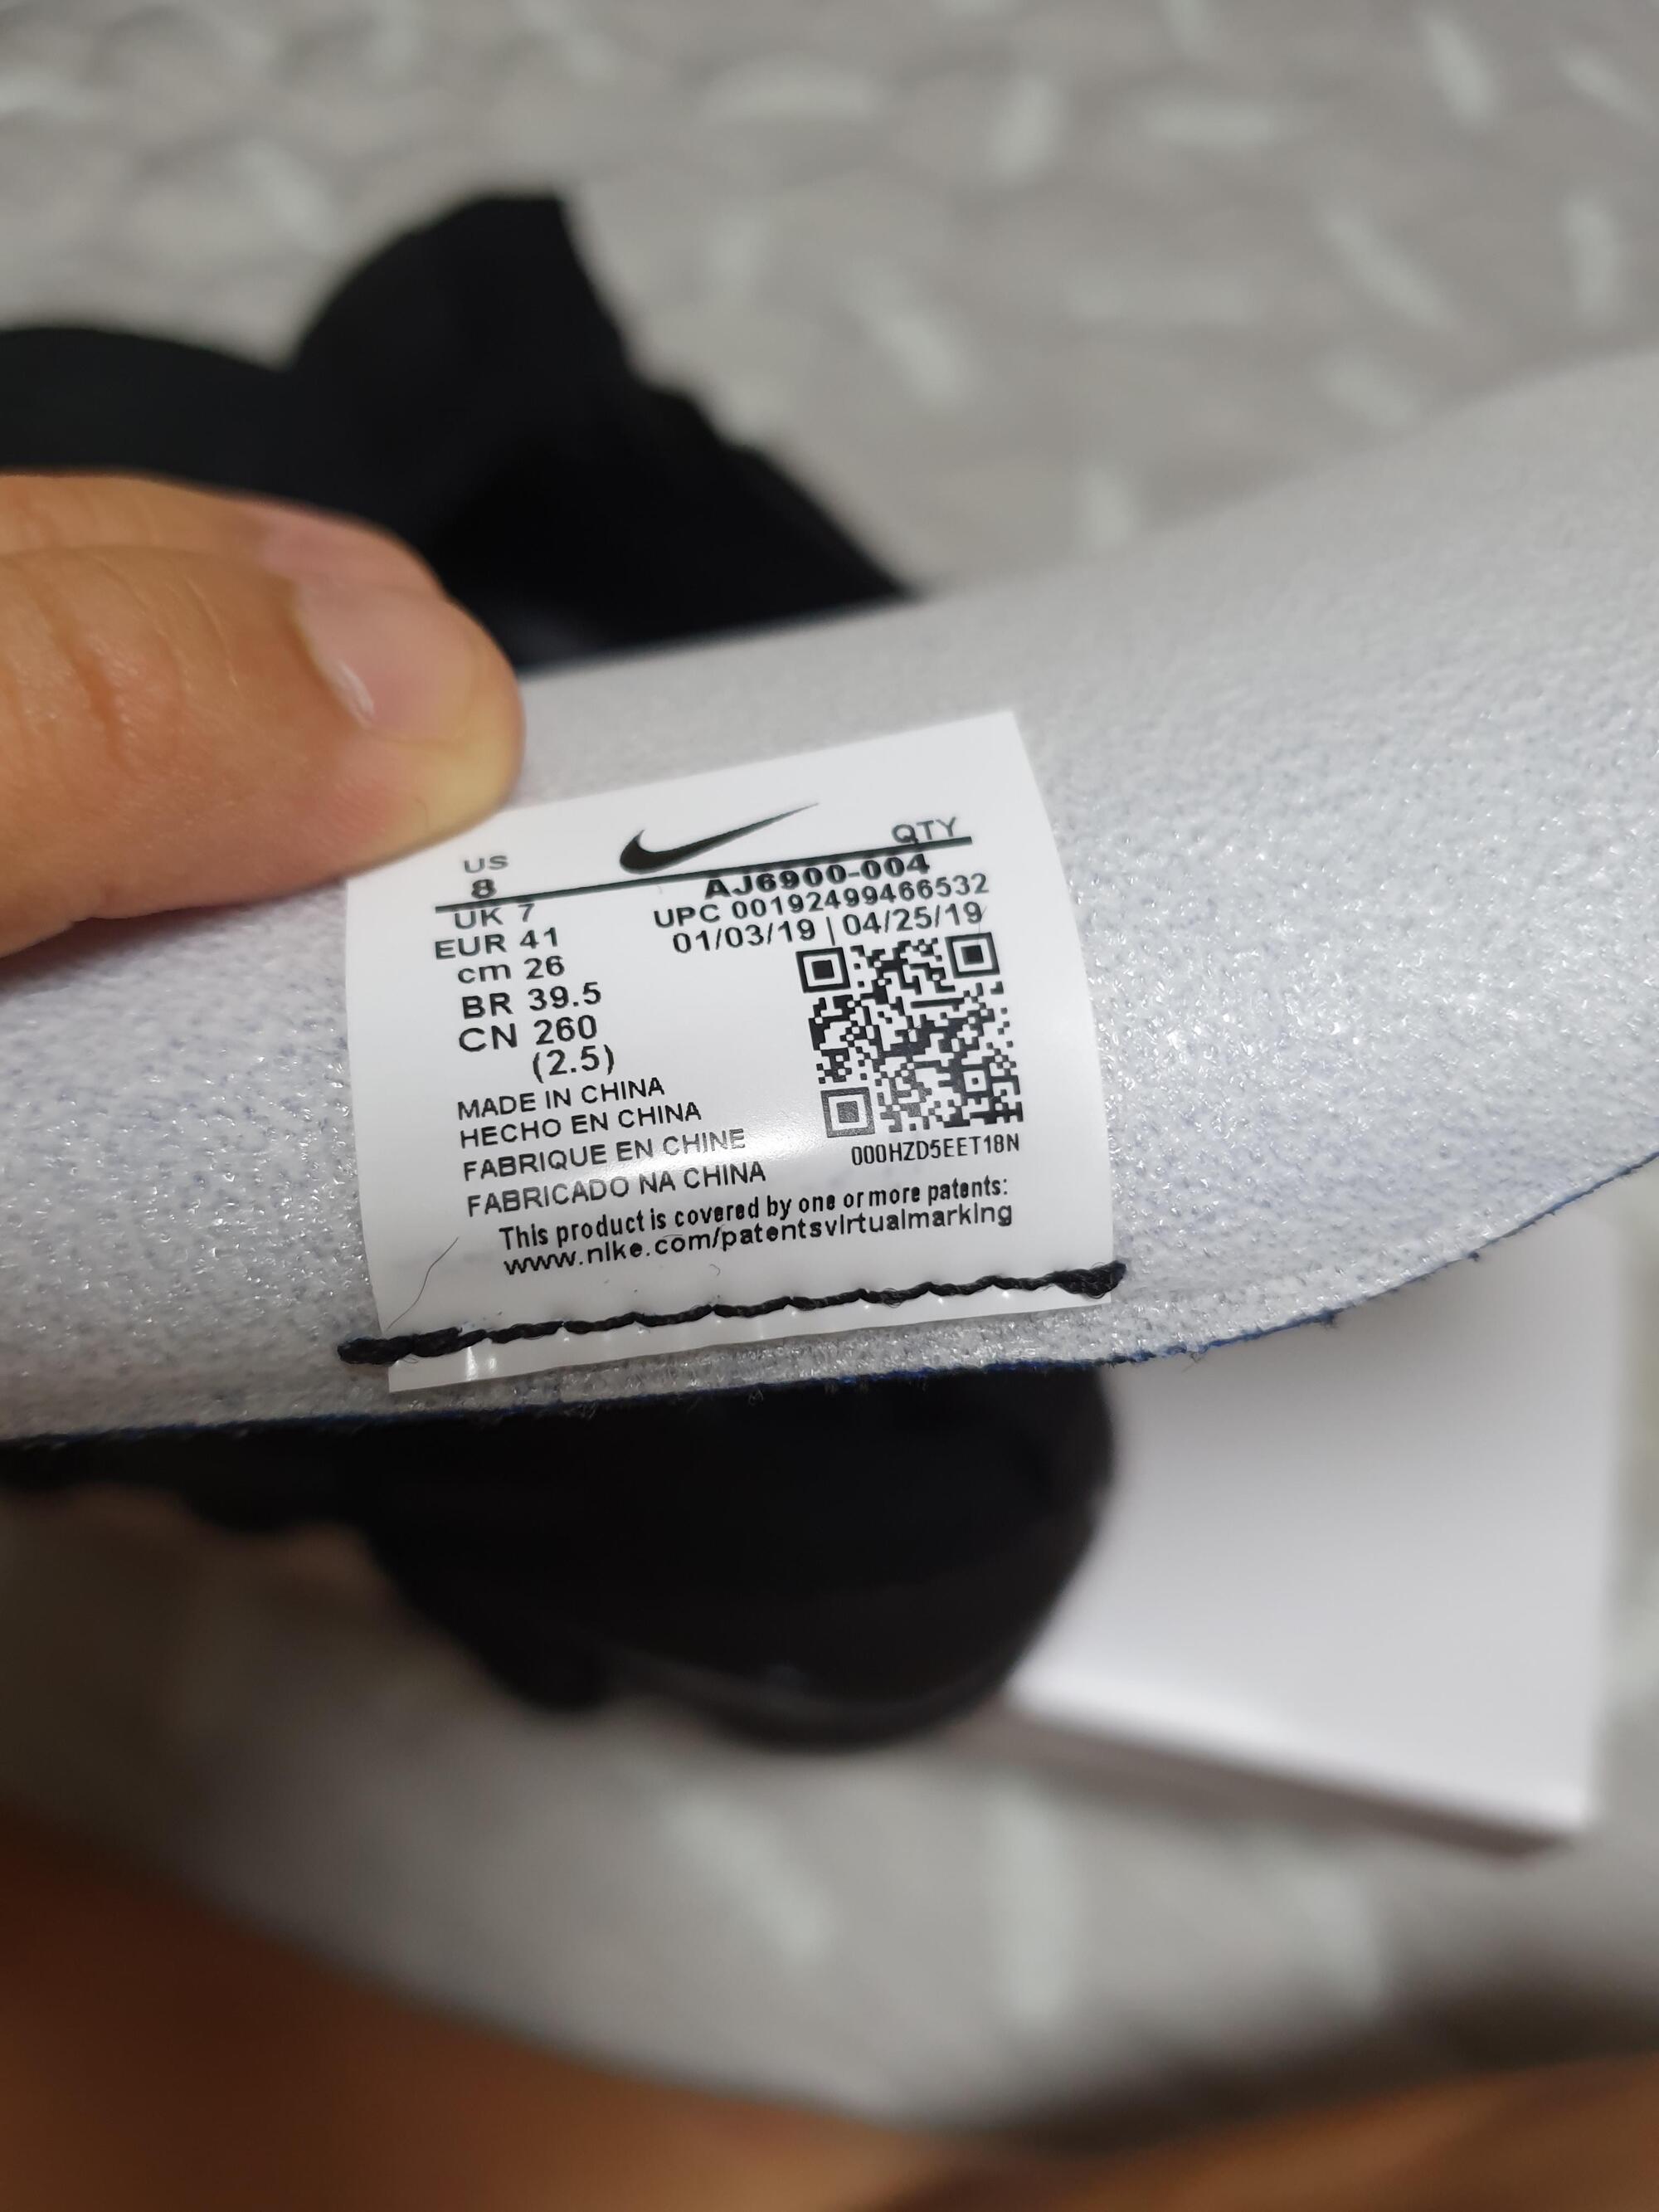 US QTY
8 AJ6900-004
UK 7 UPC 00192499466532
EUR 41 01/03/19 | 04/25/19
cm 26
BR 39.5
CN 260
(2.5)
MADE IN CHINA
HECHO EN CHINA
FABRIQUE EN CHINE
FABRICADO NA CHINA
000HZD5EET18N
This product is covered by one or more patents:
www.nike.com/patentsvirtualmarking